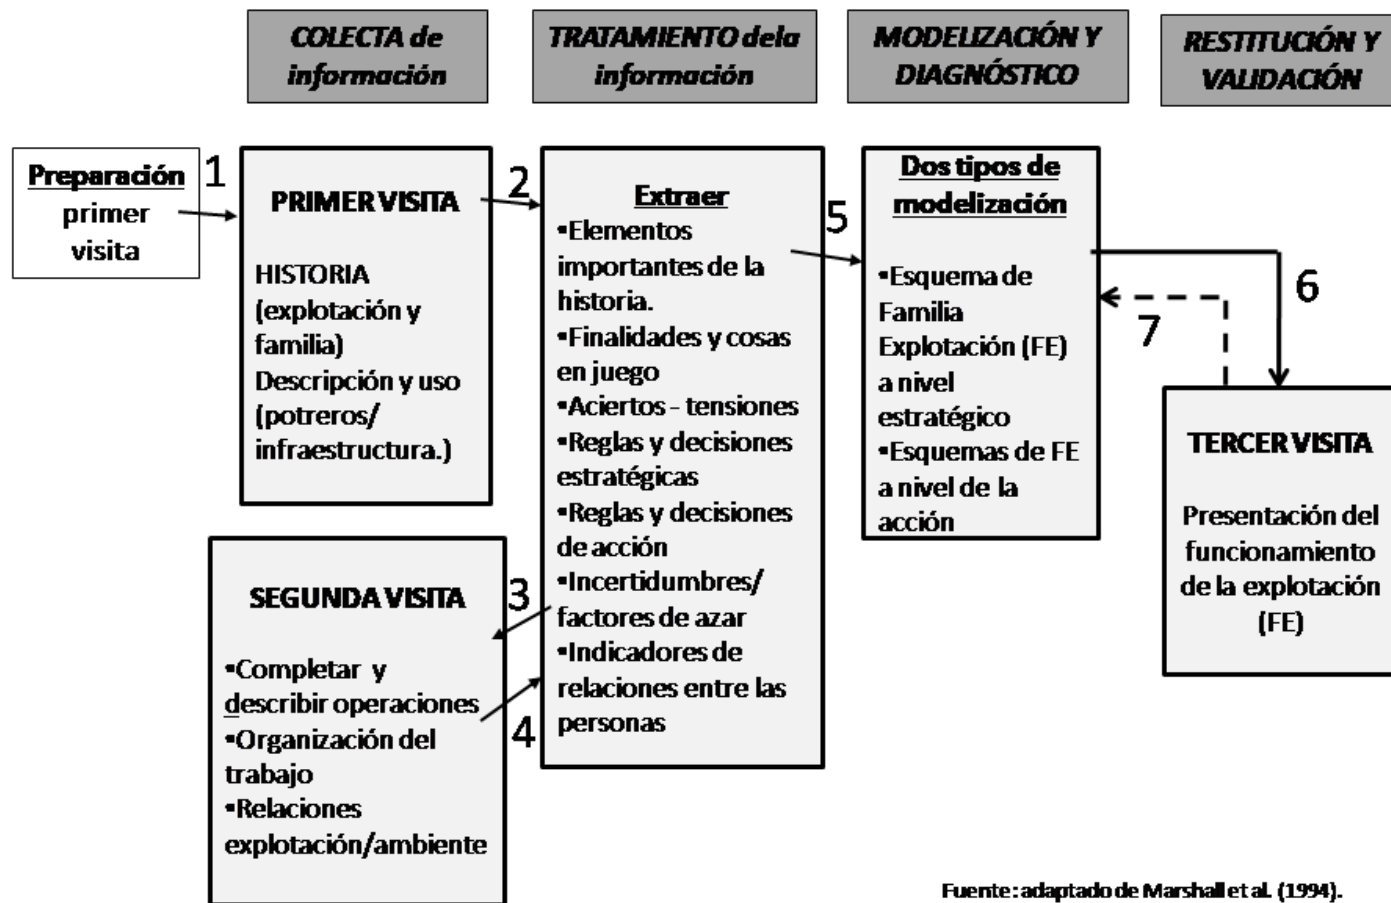 COLECTA de
información
TRATAMIENTO dela
información
MODELIZACIÓN Y
DIAGNÓSTICO
RESTITUCIÓN Y
VALIDACIÓN
Preparación
primer
visita
1
PRIMER VISITA
HISTORIA
(explotación y
familia)
Descripción y uso
(potreros/
infraestructura.)
2
Extraer
▪Elementos
importantes de la
historia.
▪Finalidades y cosas
en juego
▪Aciertos - tensiones
▪Reglas y decisiones
estratégicas
▪Reglas y decisiones
de acción
▪Incertidumbres/
factores de azar
▪Indicadores de
relaciones entre las
personas
3
SEGUNDA VISITA
▪Completar y
describir operaciones
▪Organización del
trabajo
▪Relaciones
explotación/ambiente
4
5
Dos tipos de
modelización
▪Esquema de
Familia
Explotación (FE)
a nivel
estratégico
▪Esquemas de FE
a nivel de la
acción
6
7
TERCER VISITA
Presentación del
funcionamiento
de la explotación
(FE)
Fuente: adaptado de Marshall et al. (1994).